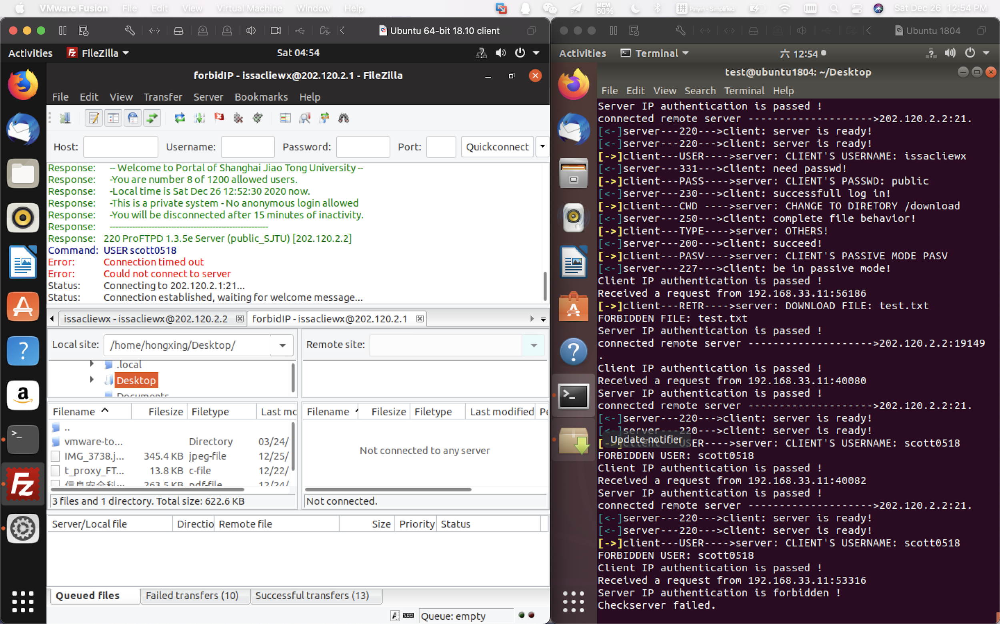 VMware Fusion File Edit View Virtual Machine Window Help MEM 80% 拼 Pinyin - Simplified Sat Dec 26 12:54 PM
Ubuntu 64-bit 18.10 client
Activities FileZilla Sat 04:54
forbidIP - issacliewx@202.120.2.1 - FileZilla
File Edit View Transfer Server Bookmarks Help
Host: Username: Password: Port: Quickconnect
Response: -- Welcome to Portal of Shanghai Jiao Tong University --
Response: -You are number 8 of 1200 allowed users.
Response: -Local time is Sat Dec 26 12:52:30 2020 now.
Response: -This is a private system - No anonymous login allowed
Response: -You will be disconnected after 15 minutes of inactivity.
Response: --------------------------------------------------------
Response: 220 ProFTPD 1.3.5e Server (public_SJTU) [202.120.2.2]
Command: USER scott0518
Error: Connection timed out
Error: Could not connect to server
Status: Connecting to 202.120.2.1:21...
Status: Connection established, waiting for welcome message...
issacliewx - issacliewx@202.120.2.2 forbidIP - issacliewx@202.120.2.1
Local site: /home/hongxing/Desktop/
.local
Desktop
Documents
Filename Filesize Filetype Last mo
..
vmware-to... Directory 03/24/
IMG_3738.j... 345.4 KB jpeg-file 12/25/
t_proxy_FT... 13.8 KB c-file 12/22/
信息安全科... 263.5 KB pdf-file 12/24/
3 files and 1 directory. Total size: 622.6 KB
Remote site:
Filename Filesize Filetype Last modified Pe
Not connected to any server
Not connected.
Server/Local file Directio Remote file Size Priority Status
Queued files Failed transfers (10) Successful transfers (13)
Queue: empty
Ubuntu 1804
Activities Terminal 六 12:54
test@ubuntu1804: ~/Desktop
File Edit View Search Terminal Help
Server IP authentication is passed !
connected remote server -------------------->202.120.2.2:21.
[<-]server---220--->client: server is ready!
[<-]server---220--->client: server is ready!
[->]client---USER---->server: CLIENT'S USERNAME: issacliewx
[<-]server---331--->client: need passwd!
[->]client---PASS---->server: CLIENT'S PASSWD: public
[<-]server---230--->client: successfull log in!
[->]client---CWD ---->server: CHANGE TO DIRETORY /download
[<-]server---250--->client: complete file behavior!
[->]client---TYPE---->server: OTHERS!
[<-]server---200--->client: succeed!
[->]client---PASV---->server: CLIENT'S PASSIVE MODE PASV
[<-]server---227--->client: be in passive mode!
Client IP authentication is passed !
Received a request from 192.168.33.11:56186
[->]client---RETR---->server: DOWNLOAD FILE: test.txt
FORBIDDEN FILE: test.txt
Server IP authentication is passed !
connected remote server -------------------->202.120.2.2:19149
.
Client IP authentication is passed !
Received a request from 192.168.33.11:40080
Server IP authentication is passed !
connected remote server -------------------->202.120.2.2:21.
[<-]server---220--->client: server is ready!
[<-]server---220--->client: server is ready!
Update-notifier
[->]client---USER---->server: CLIENT'S USERNAME: scott0518
FORBIDDEN USER: scott0518
Client IP authentication is passed !
Received a request from 192.168.33.11:40082
Server IP authentication is passed !
connected remote server -------------------->202.120.2.2:21.
[<-]server---220--->client: server is ready!
[<-]server---220--->client: server is ready!
[->]client---USER---->server: CLIENT'S USERNAME: scott0518
FORBIDDEN USER: scott0518
Client IP authentication is passed !
Received a request from 192.168.33.11:53316
Server IP authentication is forbidden !
Checkserver failed.